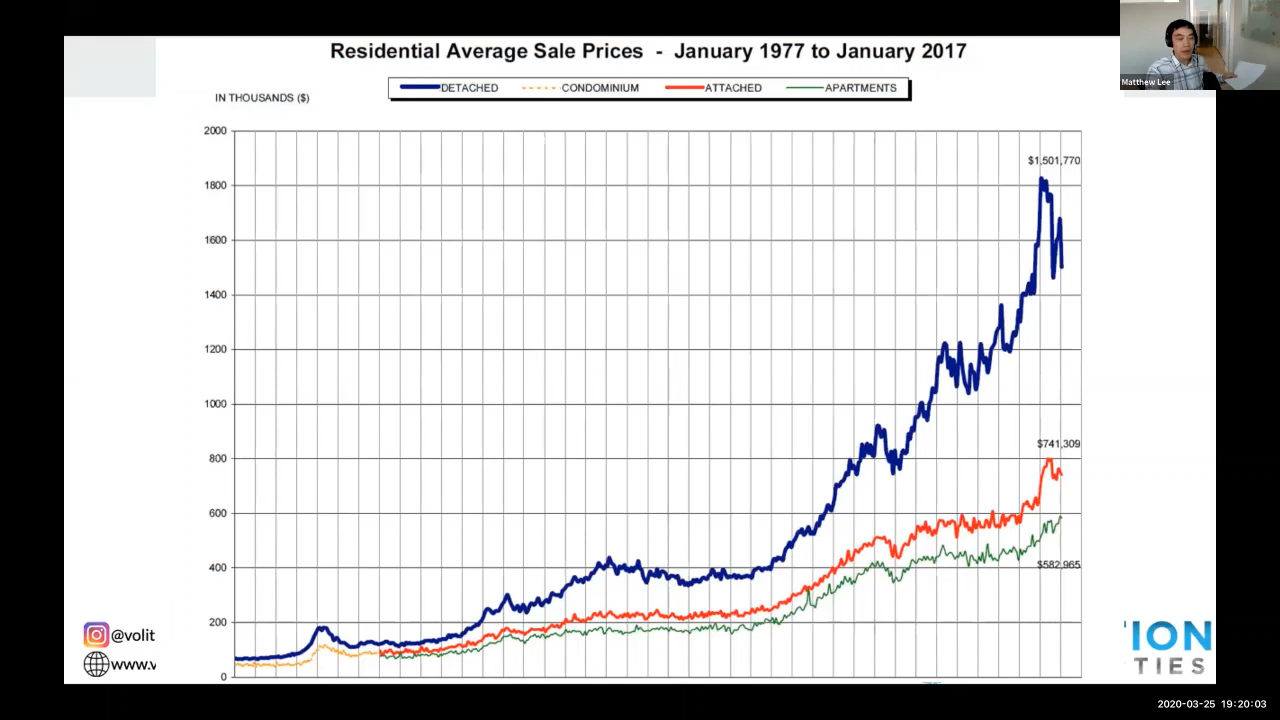 Residential Average Sale Prices - January 1977 to January 2017
Matthew Lee
DETACHED CONDOMINIUM ATTACHED APARTMENTS
IN THOUSANDS ($)
2000
$1,501,770
1800
1600
1400
1200
1000
$741,309
800
600
$582,965
400
200
0
@volit
www.v
ION
TIES
2020-03-25 19:20:03